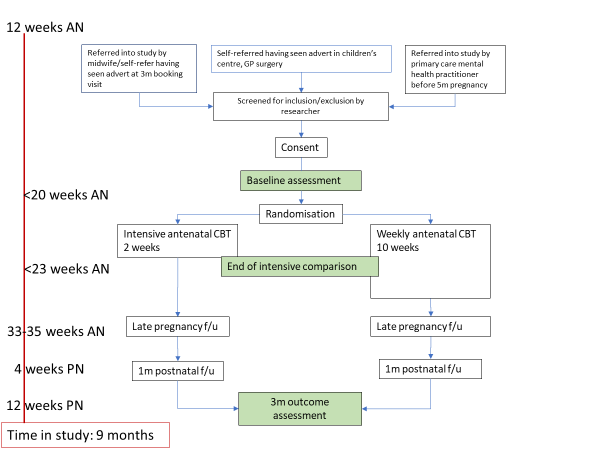 12 weeks AN
Referred into study by
midwife/self-refer having
seen advert at 3m booking
visit
Self-referred having seen advert in children's
centre, GP surgery
Referred into study by
primary care mental
health practitioner
before 5m pregnancy
Screened for inclusion/exclusion by
researcher
Consent
Baseline assessment
<20 weeks AN
Randomisation
Intensive antenatal CBT
2 weeks
Weekly antenatal CBT
10 weeks
<23 weeks AN
End of intensive comparison
33-35 weeks AN
Late pregnancy f/u
Late pregnancy f/u
4 weeks PN
1m postnatal f/u
1m postnatal f/u
12 weeks PN
3m outcome
assessment
Time in study: 9 months